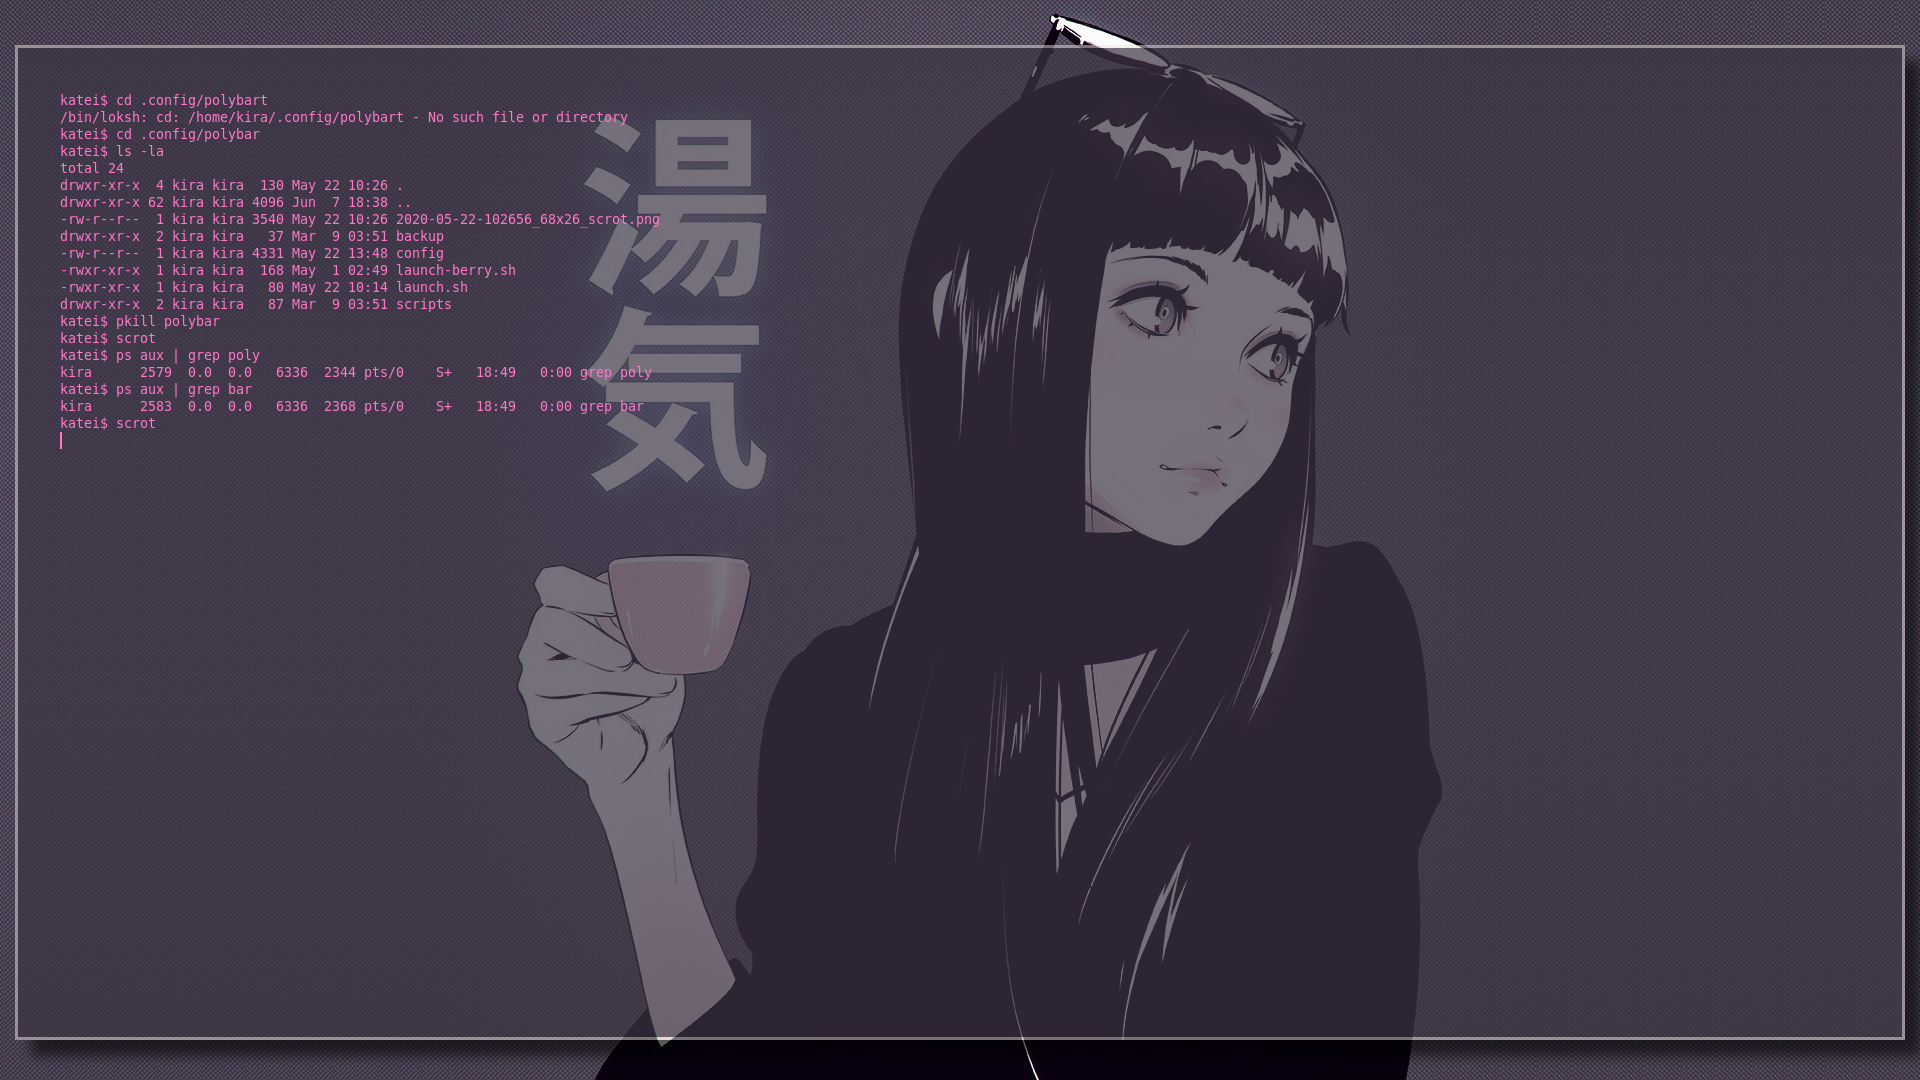 katei$ cd .config/polybart
/bin/loksh: cd: /home/kira/.config/polybart - No such file or directory
katei$ cd .config/polybar
katei$ ls -la
total 24
drwxr-xr-x  4 kira kira  130 May 22 10:26 .
drwxr-xr-x 62 kira kira 4096 Jun  7 18:38 ..
-rw-r--r--  1 kira kira 3540 May 22 10:26 2020-05-22-102656_68x26_scrot.png
drwxr-xr-x  2 kira kira   37 Mar  9 03:51 backup
-rw-r--r--  1 kira kira 4331 May 22 13:48 config
-rwxr-xr-x  1 kira kira  168 May  1 02:49 launch-berry.sh
-rwxr-xr-x  1 kira kira   80 May 22 10:14 launch.sh
drwxr-xr-x  2 kira kira   87 Mar  9 03:51 scripts
katei$ pkill polybar
katei$ scrot
katei$ ps aux | grep poly
kira      2579  0.0  0.0   6336  2344 pts/0    S+   18:49   0:00 grep poly
katei$ ps aux | grep bar
kira      2583  0.0  0.0   6336  2368 pts/0    S+   18:49   0:00 grep bar
katei$ scrot
湯気